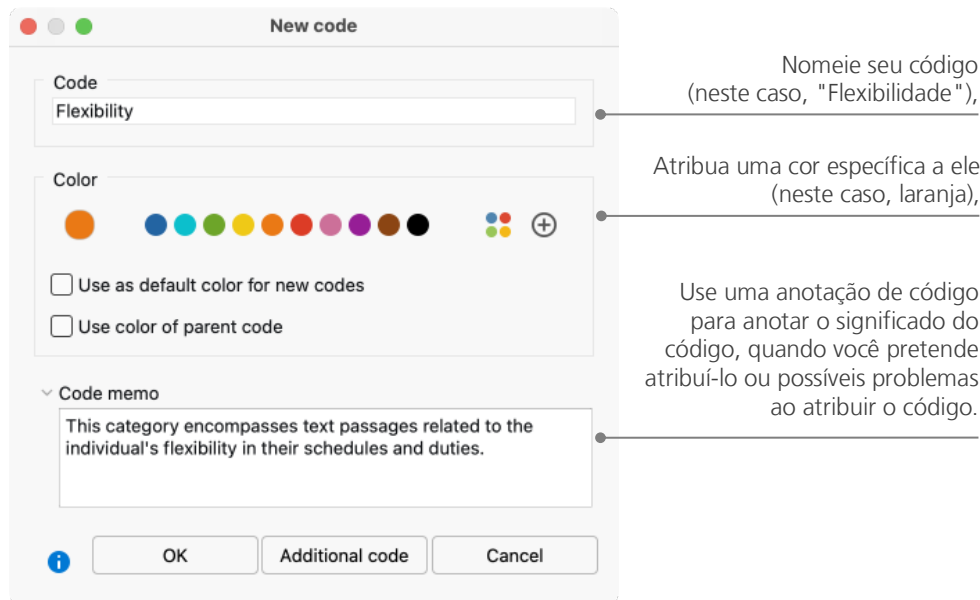 New code
Code
Flexibility
Color
Use as default color for new codes
Use color of parent code
Code memo
This category encompasses text passages related to the
individual's flexibility in their schedules and duties.
OK
Additional code
Cancel
Nomeie seu código
(neste caso, "Flexibilidade"),
Atribua uma cor específica a ele
(neste caso, laranja),
Use uma anotação de código
para anotar o significado do
código, quando você pretende
atribuí-lo ou possíveis problemas
ao atribuir o código.